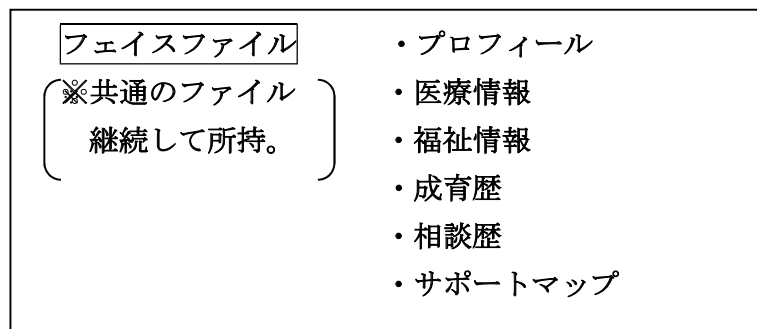 フェイスファイル
※共通のファイル
継続して所持。
・プロフィール
・医療情報
・福祉情報
・成育歴
・相談歴
・サポートマップ